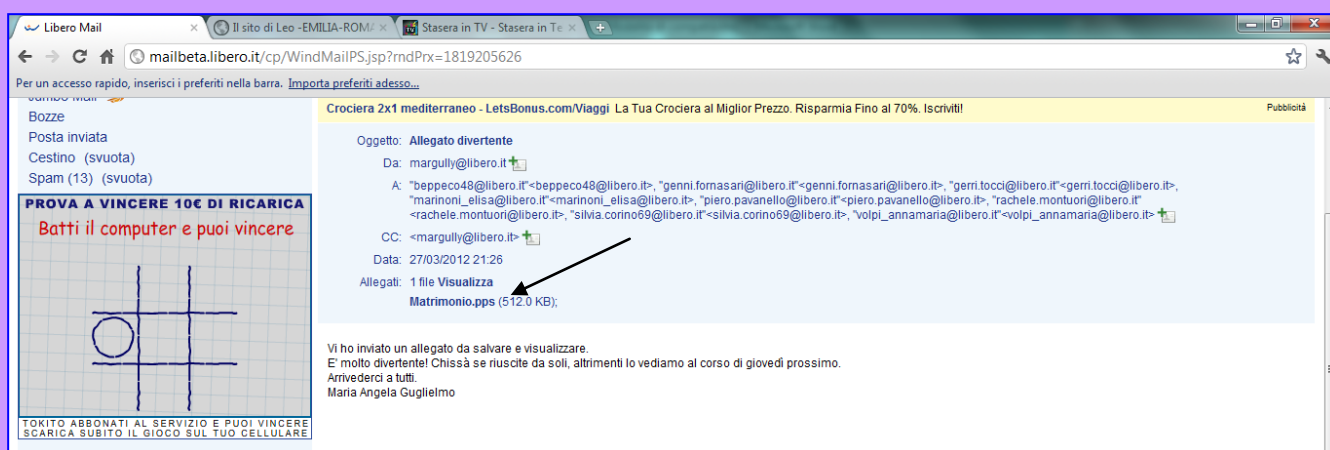 Libero Mail
Il sito di Leo -EMILIA-ROMA
Stasera in TV - Stasera in Te
mailbeta.libero.it/cp/WindMailPS.jsp?rndPrx=1819205626
Per un accesso rapido, inserisci i preferiti nella barra. Importa preferiti adesso...
Jumbo Mail
Bozze
Posta inviata
Cestino (svuota)
Spam (13) (svuota)
PROVA A VINCERE 10€ DI RICARICA
Batti il computer e puoi vincere
TOKITO ABBONATI AL SERVIZIO E PUOI VINCERE
SCARICA SUBITO IL GIOCO SUL TUO CELLULARE
Crociera 2x1 mediterraneo - LetsBonus.com/Viaggi La Tua Crociera al Miglior Prezzo. Risparmia Fino al 70%. Iscriviti! Pubblicità
Oggetto: Allegato divertente
Da: margully@libero.it
A: "beppeco48@libero.it"<beppeco48@libero.it>, "genni.fornasari@libero.it"<genni.fornasari@libero.it>, "gerri.tocci@libero.it"<gerri.tocci@libero.it>,
"marinoni_elisa@libero.it"<marinoni_elisa@libero.it>, "piero.pavanello@libero.it"<piero.pavanello@libero.it>, "rachele.montuori@libero.it"
<rachele.montuori@libero.it>, "silvia.corino69@libero.it"<silvia.corino69@libero.it>, "volpi_annamaria@libero.it"<volpi_annamaria@libero.it>
CC: <margully@libero.it>
Data: 27/03/2012 21:26
Allegati: 1 file Visualizza
Matrimonio.pps (512.0 KB);
Vi ho inviato un allegato da salvare e visualizzare.
E' molto divertente! Chissà se riuscite da soli, altrimenti lo vediamo al corso di giovedì prossimo.
Arrivederci a tutti.
Maria Angela Guglielmo